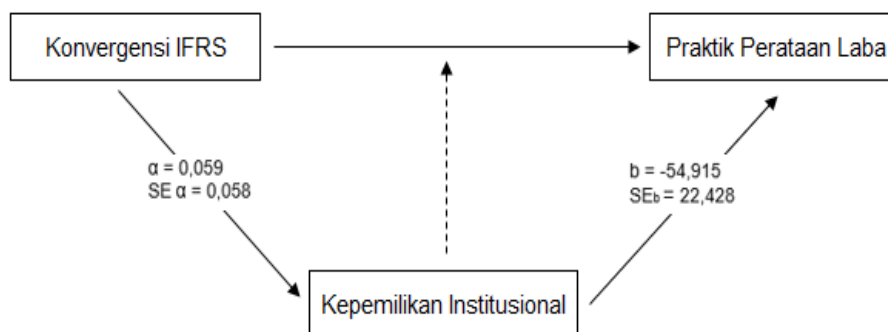 Konvergensi IFRS
Praktik Perataan Laba
α = 0,059
SE α = 0,058
b = -54,915
SEb = 22,428
Kepemilikan Institusional